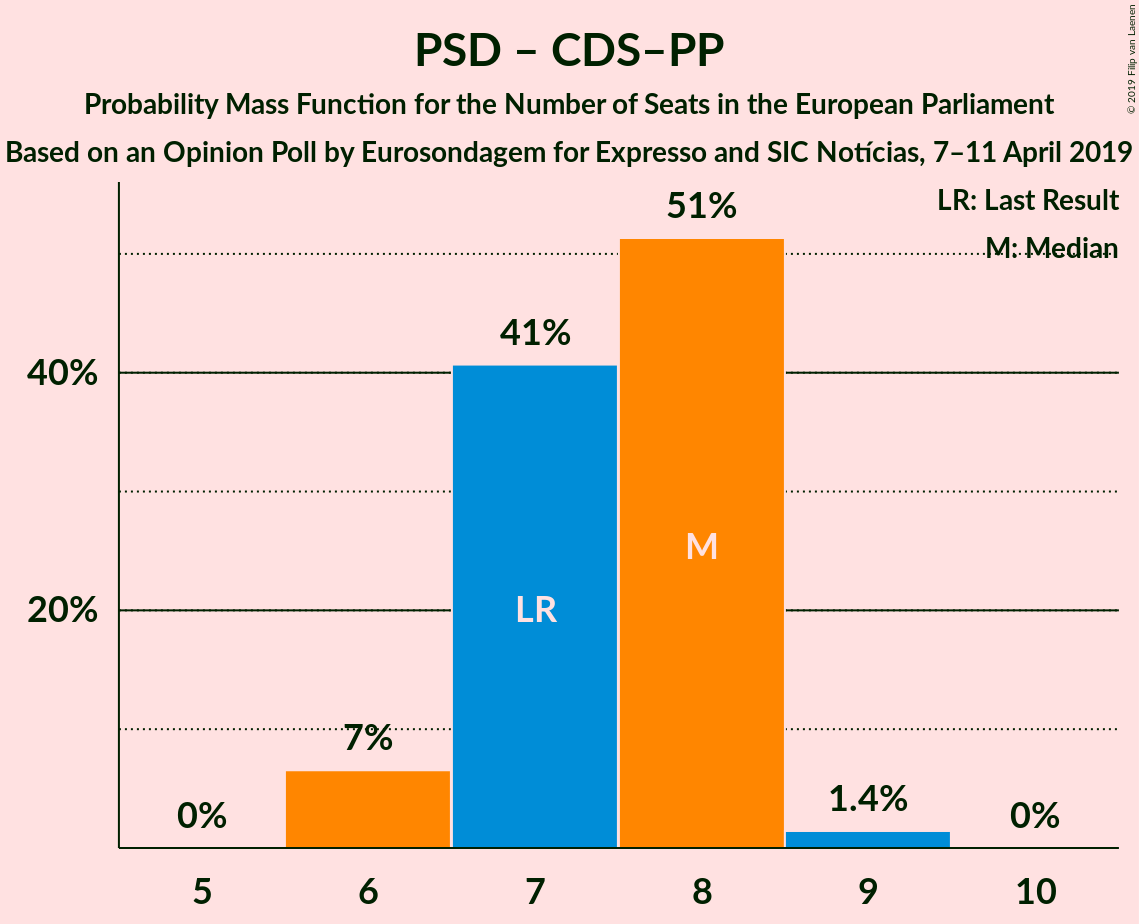 PSD – CDS–PP
Probability Mass Function for the Number of Seats in the European Parliament
Based on an Opinion Poll by Eurosondagem for Expresso and SIC Notícias, 7–11 April 2019
© 2019 Filip van Laenen
LR: Last Result
M: Median
51%
41%
40%
M
LR
20%
7%
1.4%
0%
0%
5 6 7 8 9 10